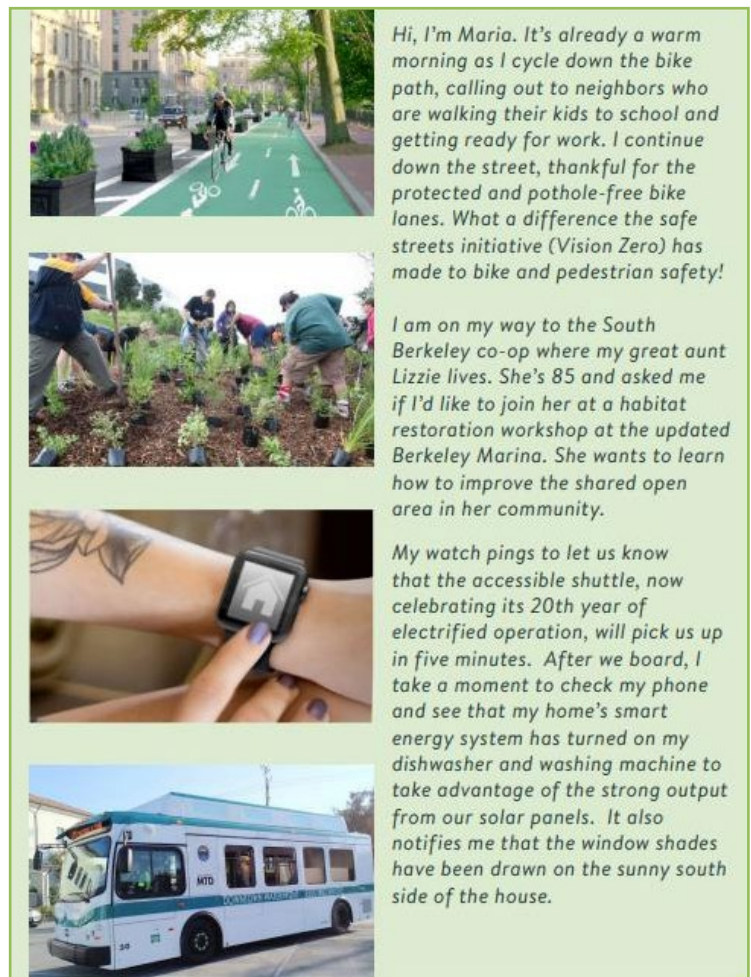 Hi, I'm Maria. It's already a warm
morning as I cycle down the bike
path, calling out to neighbors who
are walking their kids to school and
getting ready for work. I continue
down the street, thankful for the
protected and pothole-free bike
lanes. What a difference the safe
streets initiative (Vision Zero) has
made to bike and pedestrian safety!
I am on my way to the South
Berkeley co-op where my great aunt
Lizzie lives. She's 85 and asked me
if I'd like to join her at a habitat
restoration workshop at the updated
Berkeley Marina. She wants to learn
how to improve the shared open
area in her community.
My watch pings to let us know
that the accessible shuttle, now
celebrating its 20th year of
electrified operation, will pick us up
in five minutes.  After we board, I
take a moment to check my phone
and see that my home's smart
energy system has turned on my
dishwasher and washing machine to
take advantage of the strong output
from our solar panels.  It also
notifies me that the window shades
have been drawn on the sunny south
side of the house.
MTD